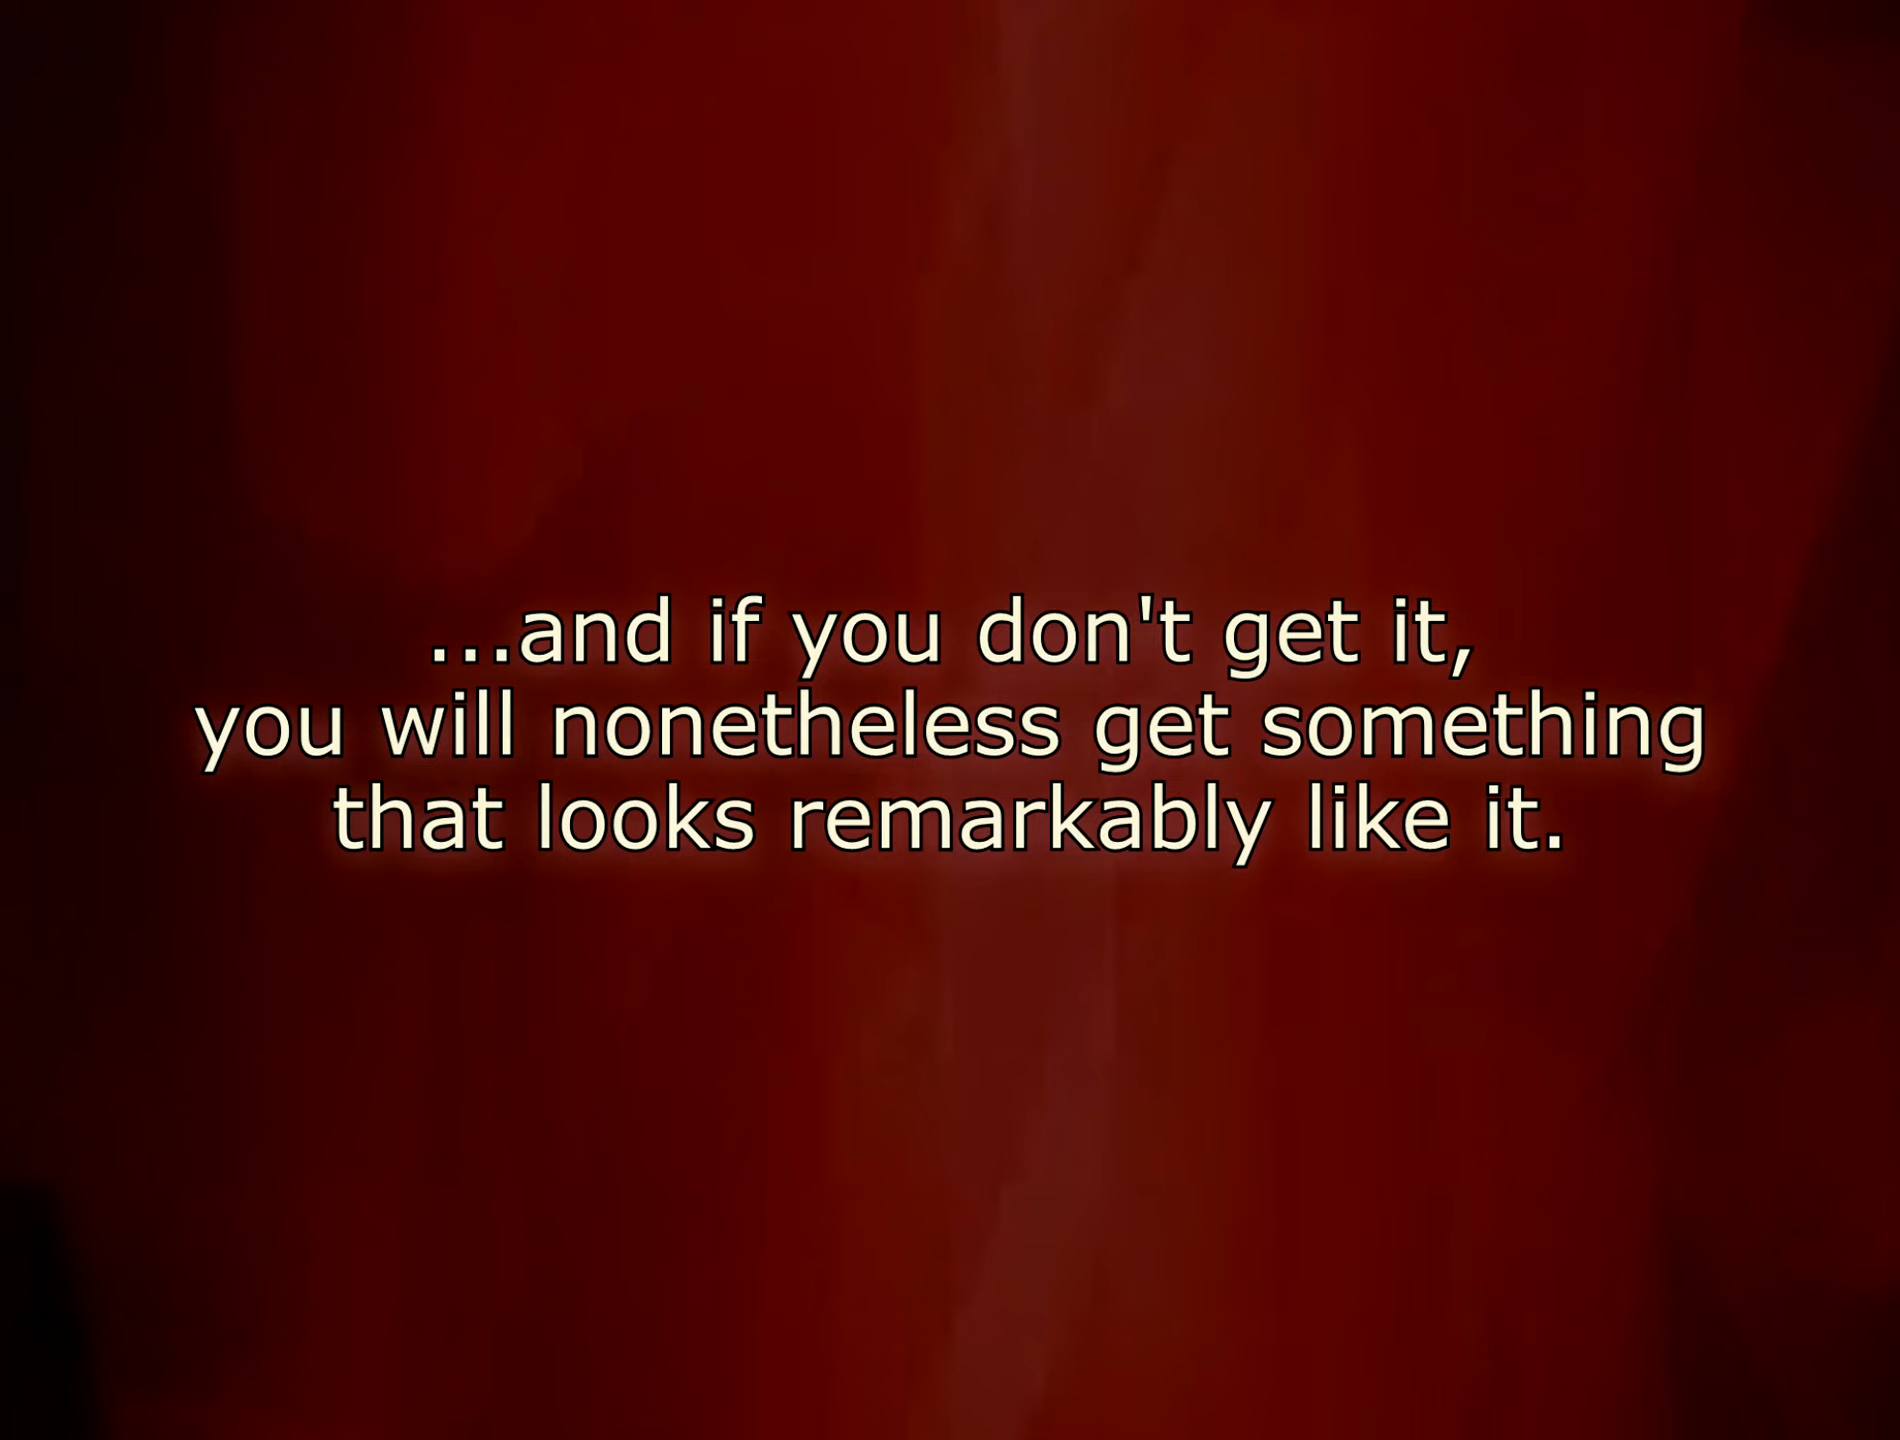 ...and if you don't get it,
you will nonetheless get something
that looks remarkably like it.